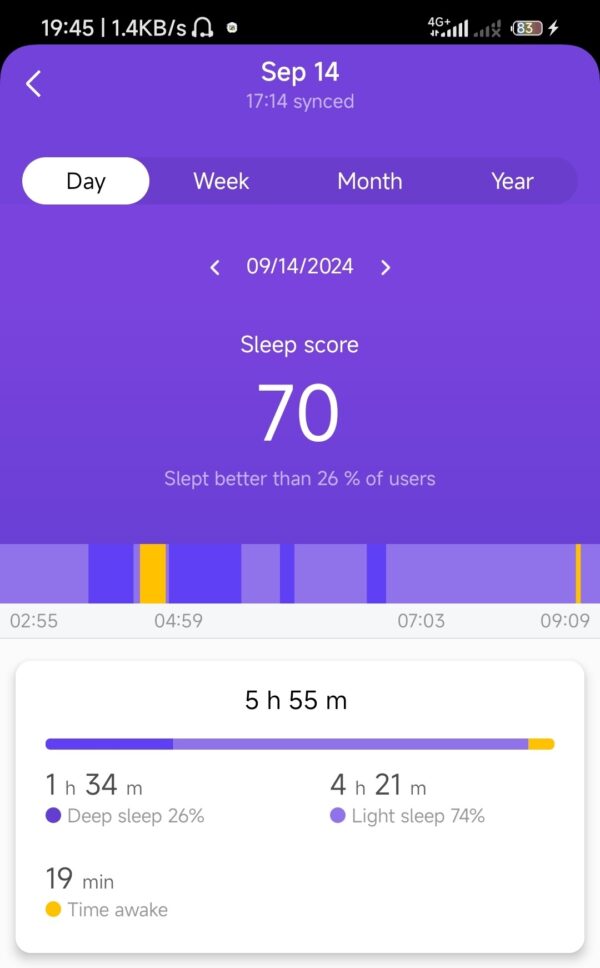 19:45 | 1.4KB/s 4G+ 83
Sep 14
17:14 synced
Day Week Month Year
09/14/2024
Sleep score
70
Slept better than 26 % of users
02:55 04:59 07:03 09:09
5 h 55 m
1 h 34 m 4 h 21 m
Deep sleep 26% Light sleep 74%
19 min
Time awake